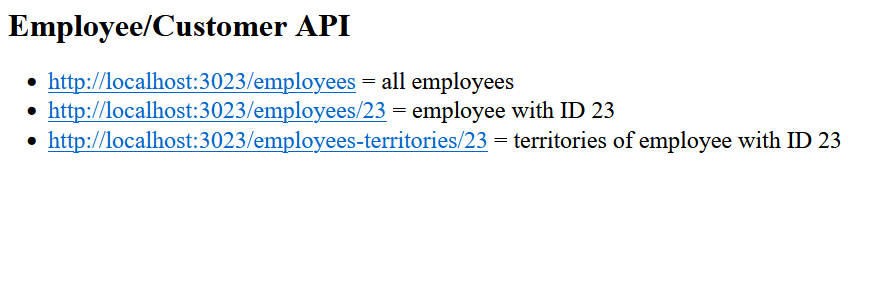 Employee/Customer API
• http://localhost:3023/employees = all employees
• http://localhost:3023/employees/23 = employee with ID 23
• http://localhost:3023/employees-territories/23 = territories of employee with ID 23